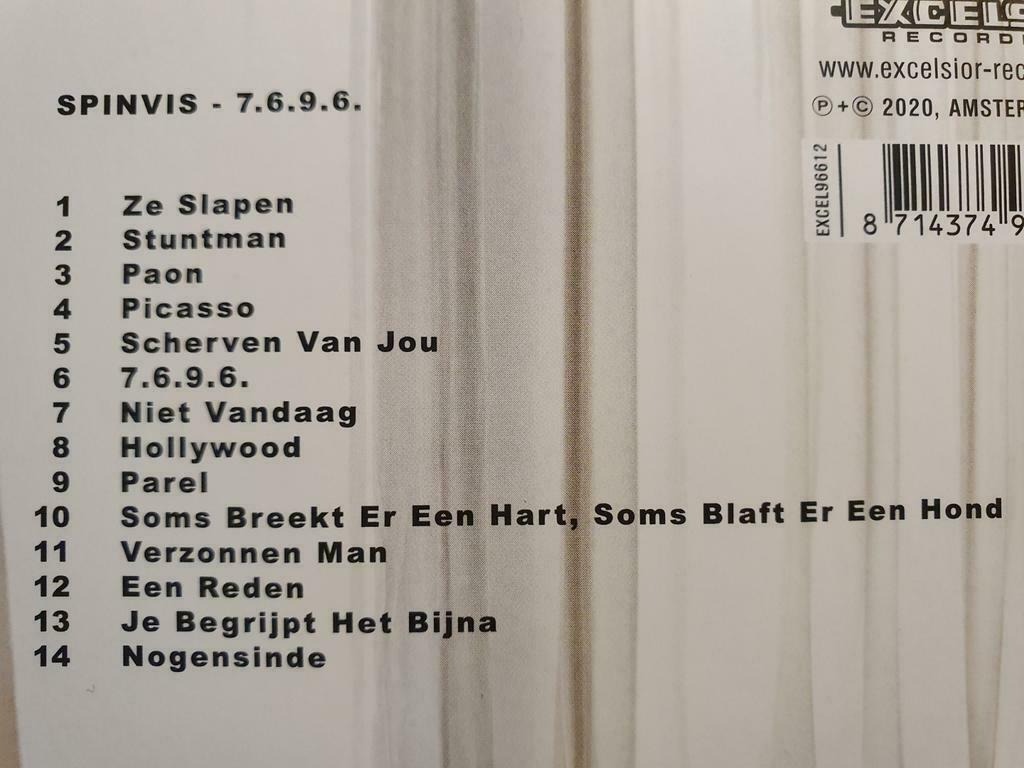 SPINVIS - 7.6.9.6.
1 Ze Slapen
2 Stuntman
3 Paon
4 Picasso
5 Scherven Van Jou
6 7.6.9.6.
7 Niet Vandaag
8 Hollywood
9 Parel
10 Soms Breekt Er Een Hart, Soms Blaft Er Een Hond
11 Verzonnen Man
12 Een Reden
13 Je Begrijpt Het Bijna
14 Nogensinde
EXCELS
RECORD
www.excelsior-rec
℗+© 2020, AMSTER
EXCEL96612
8 714374 9